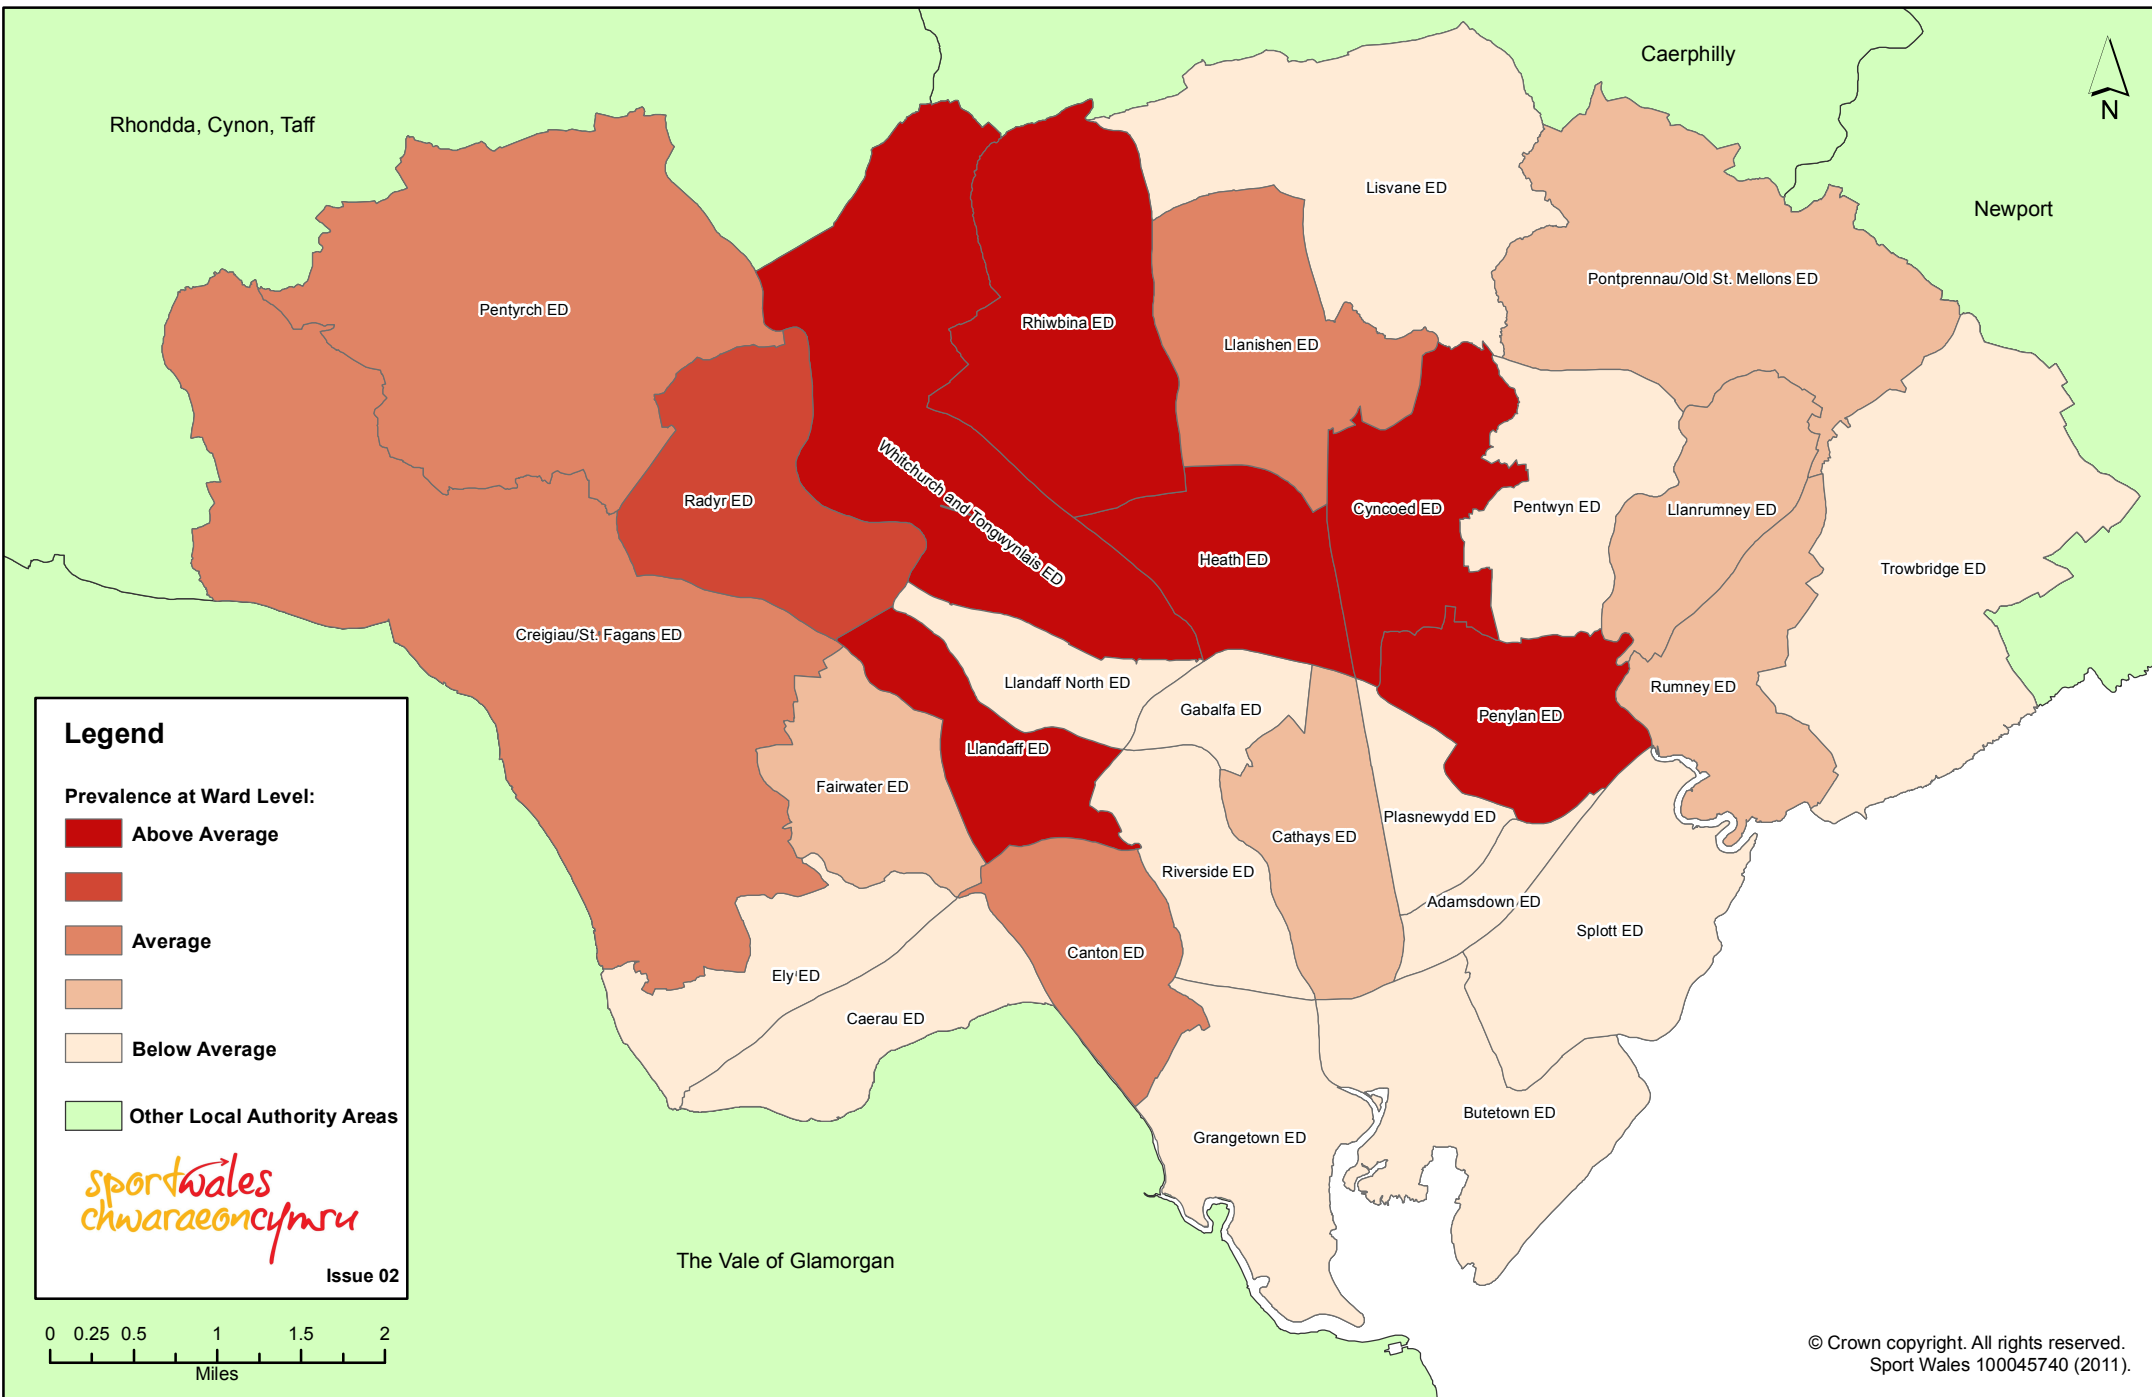 Caerphilly
N
Rhondda, Cynon, Taff
Lisvane ED
Newport
Pontprennau/Old St. Mellons ED
Pentyrch ED
Rhiwbina ED
Llanishen ED
Whitchurch and Tongwynlais ED
Radyr ED
Cyncoed ED
Pentwyn ED
Llanrumney ED
Heath ED
Trowbridge ED
Creigiau/St. Fagans ED
Llandaff North ED
Rumney ED
Gabalfa ED
Penylan ED
Llandaff ED
Fairwater ED
Plasnewydd ED
Cathays ED
Riverside ED
Adamsdown ED
Splott ED
Canton ED
Ely ED
Caerau ED
Butetown ED
Grangetown ED
The Vale of Glamorgan
Legend
Prevalence at Ward Level:
Above Average
Average
Below Average
Other Local Authority Areas
sportwales
chwaraeoncymru
Issue 02
0 0.25 0.5 1 1.5 2
Miles
© Crown copyright. All rights reserved.
Sport Wales 100045740 (2011).